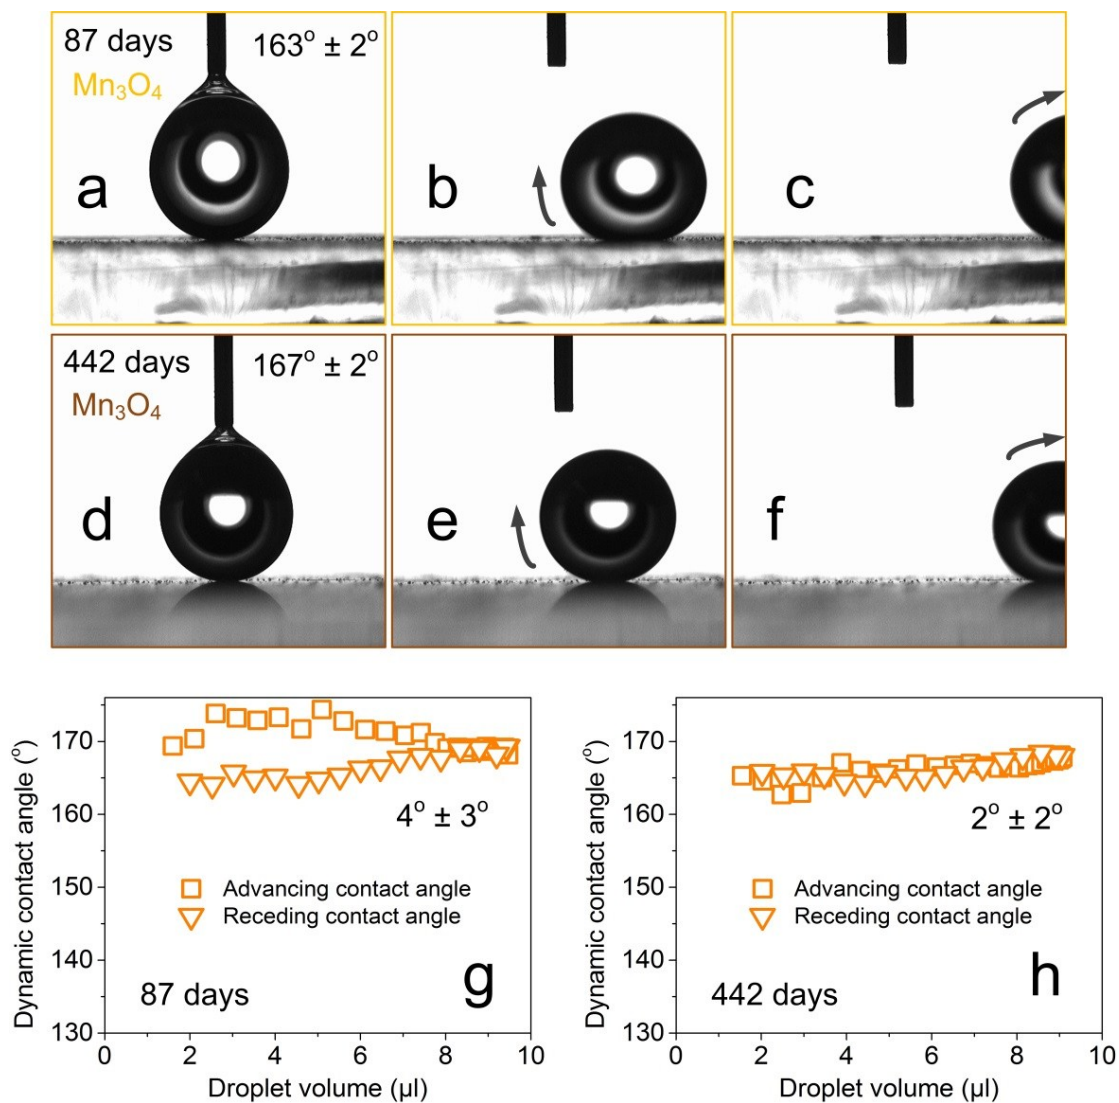 87 days
163° ± 2°
Mn₃O₄
a
b
c
442 days
167° ± 2°
Mn₃O₄
d
e
f
Dynamic contact angle (°)
170
160
150
140
130
4° ± 3°
Advancing contact angle
Receding contact angle
87 days
g
0 2 4 6 8 10
Droplet volume (µl)
Dynamic contact angle (°)
170
160
150
140
130
2° ± 2°
Advancing contact angle
Receding contact angle
442 days
h
0 2 4 6 8 10
Droplet volume (µl)